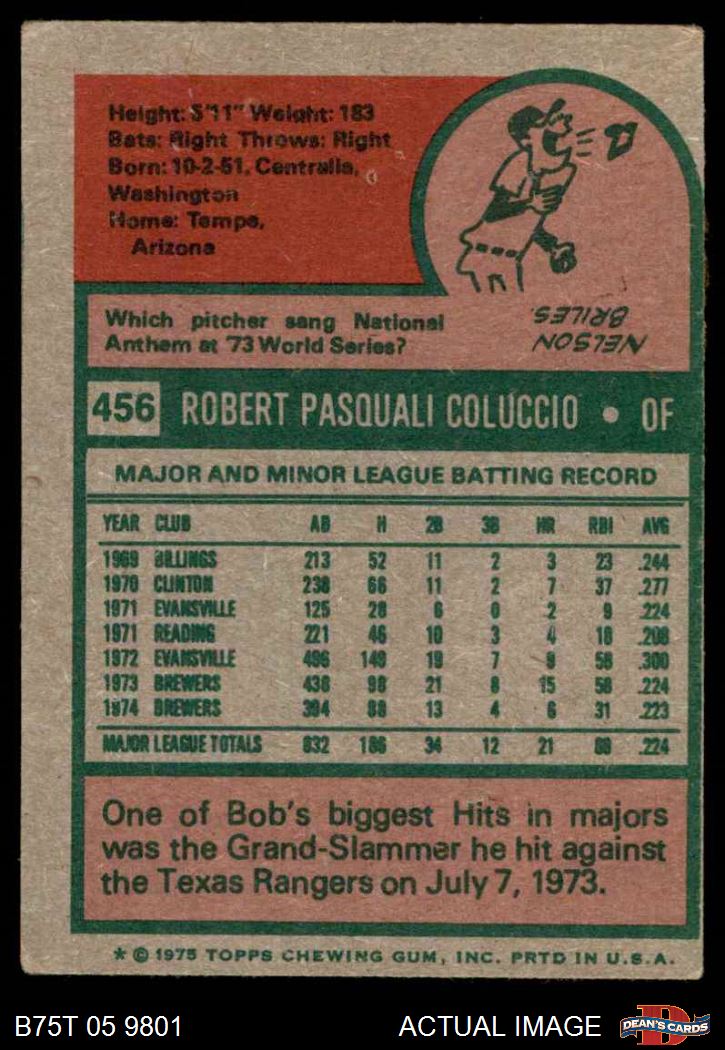 Height: 5'11" Weight: 183
Bats: Right Throws: Right
Born: 10-2-51, Centralia,
Washington
Home: Tempe,
Arizona
Which pitcher sang National
Anthem at '73 World Series?
NELSON
BRILES.
456 ROBERT PASQUALI COLUCCIO • OF
MAJOR AND MINOR LEAGUE BATTING RECORD
YEAR CLUB AB H 2B 3B HR RBI AVG
1969 BILLINGS 213 52 11 2 3 23 .244
1970 CLINTON 238 66 11 2 7 37 .277
1971 EVANSVILLE 125 28 6 0 2 9 .224
1971 READING 221 46 10 3 4 18 .208
1972 EVANSVILLE 496 149 19 7 9 58 .300
1973 BREWERS 438 98 21 8 15 58 .224
1974 BREWERS 394 88 13 4 6 31 .223
MAJOR LEAGUE TOTALS 832 186 34 12 21 89 .224
One of Bob's biggest Hits in majors
was the Grand-Slammer he hit against
the Texas Rangers on July 7, 1973.
* © 1975 TOPPS CHEWING GUM, INC. PRTD IN U.S.A.
B75T 05 9801 ACTUAL IMAGE DEAN'S CARDS